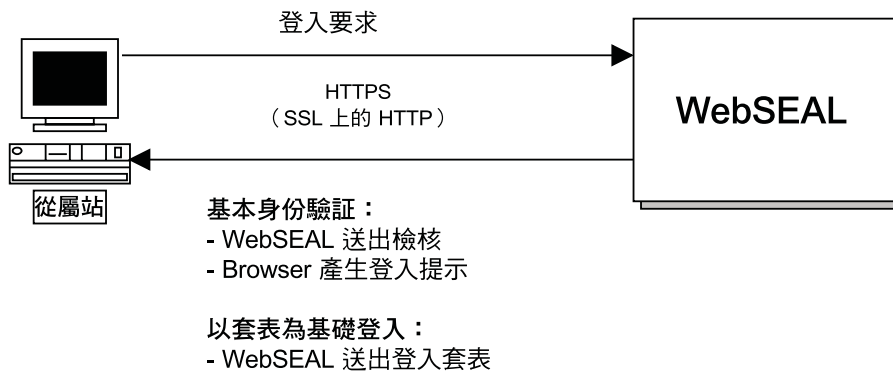 登入要求
HTTPS
（SSL 上的 HTTP）
WebSEAL
從屬站
基本身份驗証：
- WebSEAL 送出檢核
- Browser 產生登入提示
以套表為基礎登入：
- WebSEAL 送出登入套表